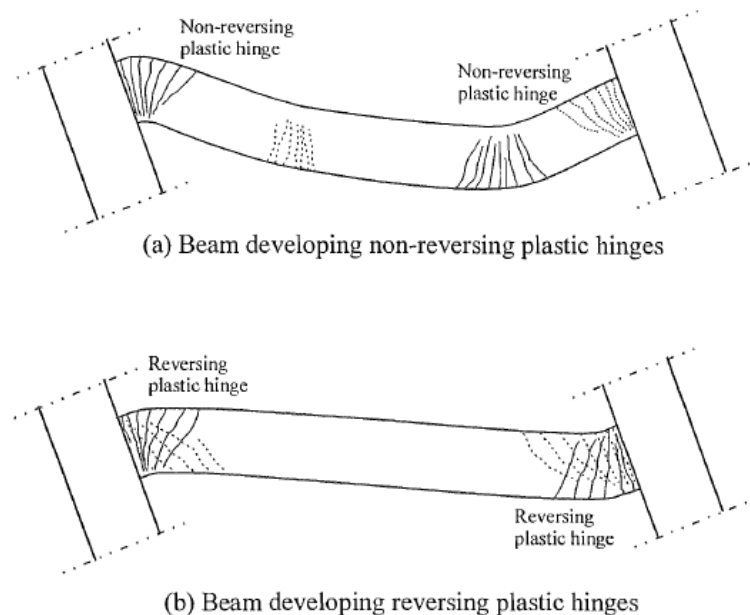 Non-reversing
plastic hinge
Non-reversing
plastic hinge
(a) Beam developing non-reversing plastic hinges
Reversing
plastic hinge
Reversing
plastic hinge
(b) Beam developing reversing plastic hinges